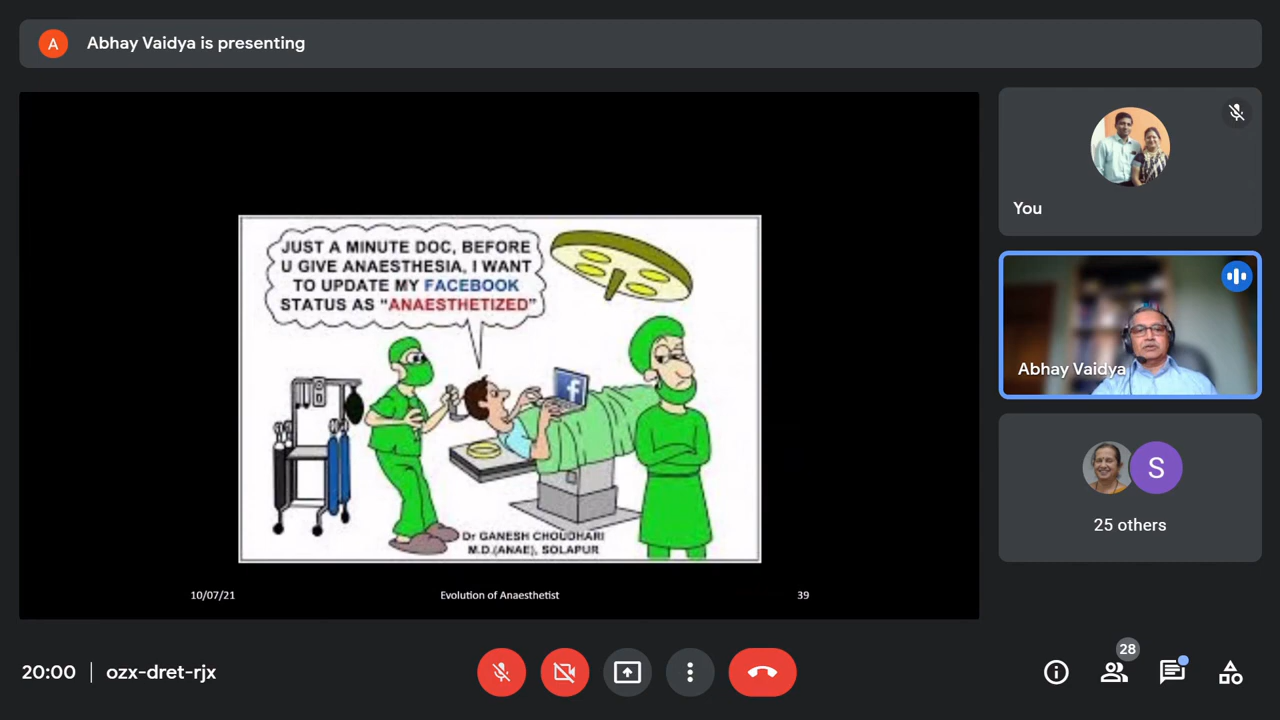 A
Abhay Vaidya is presenting
JUST A MINUTE DOC, BEFORE
U GIVE ANAESTHESIA, I WANT
TO UPDATE MY FACEBOOK
STATUS AS “ANAESTHETIZED”
f
Dr GANESH CHOUDHARI
M.D.(ANAE), SOLAPUR
10/07/21
Evolution of Anaesthetist
39
You
Abhay Vaidya
S
25 others
20:00
ozx-dret-rjx
28